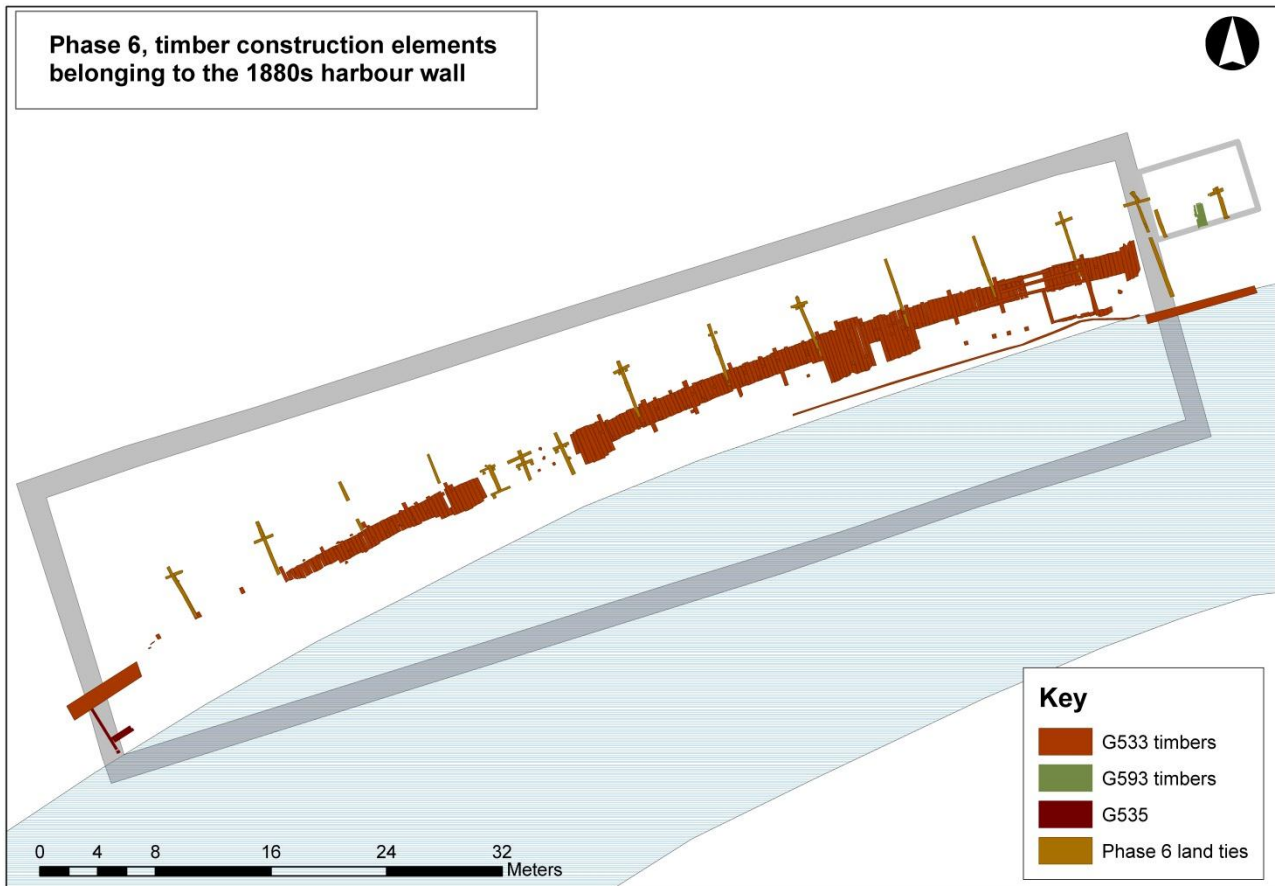 Phase 6, timber construction elements
belonging to the 1880s harbour wall
Key
G533 timbers
G593 timbers
G535
Phase 6 land ties
0 4 8 16 24 32
Meters